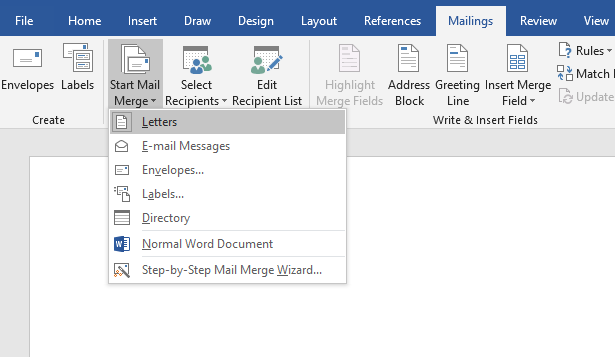 File Home Insert Draw Design Layout References Mailings Review View
Envelopes Labels Start Mail Merge Select Recipients Edit Recipient List Highlight Merge Fields Address Block Greeting Line Insert Merge Field Rules
Match
Update
Create Write & Insert Fields
Letters
E-mail Messages
Envelopes...
Labels...
Directory
Normal Word Document
Step-by-Step Mail Merge Wizard...